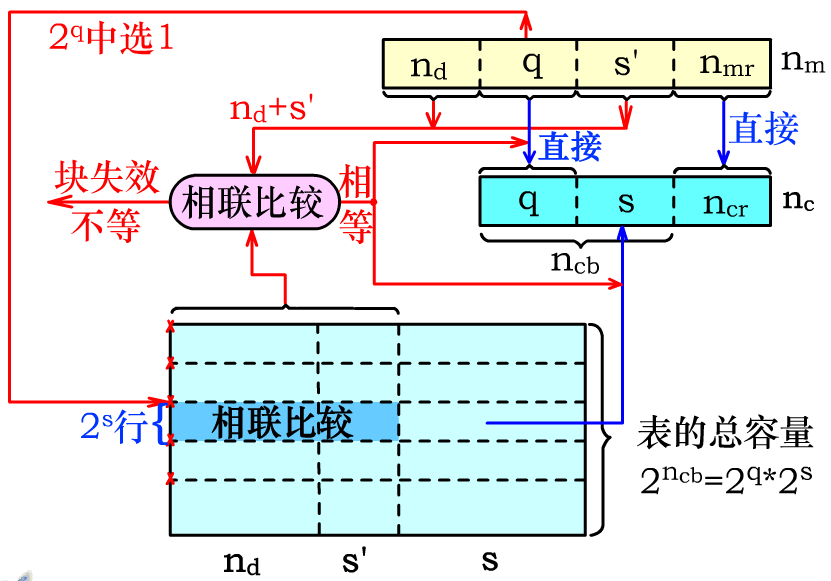 2q中选1
nd q s' nmr nm
nd+s'
直接
直接
块失效
不等
相联比较
相等
q s ncr nc
ncb
2s行
相联比较
表的总容量
2ncb=2q*2s
nd s' s